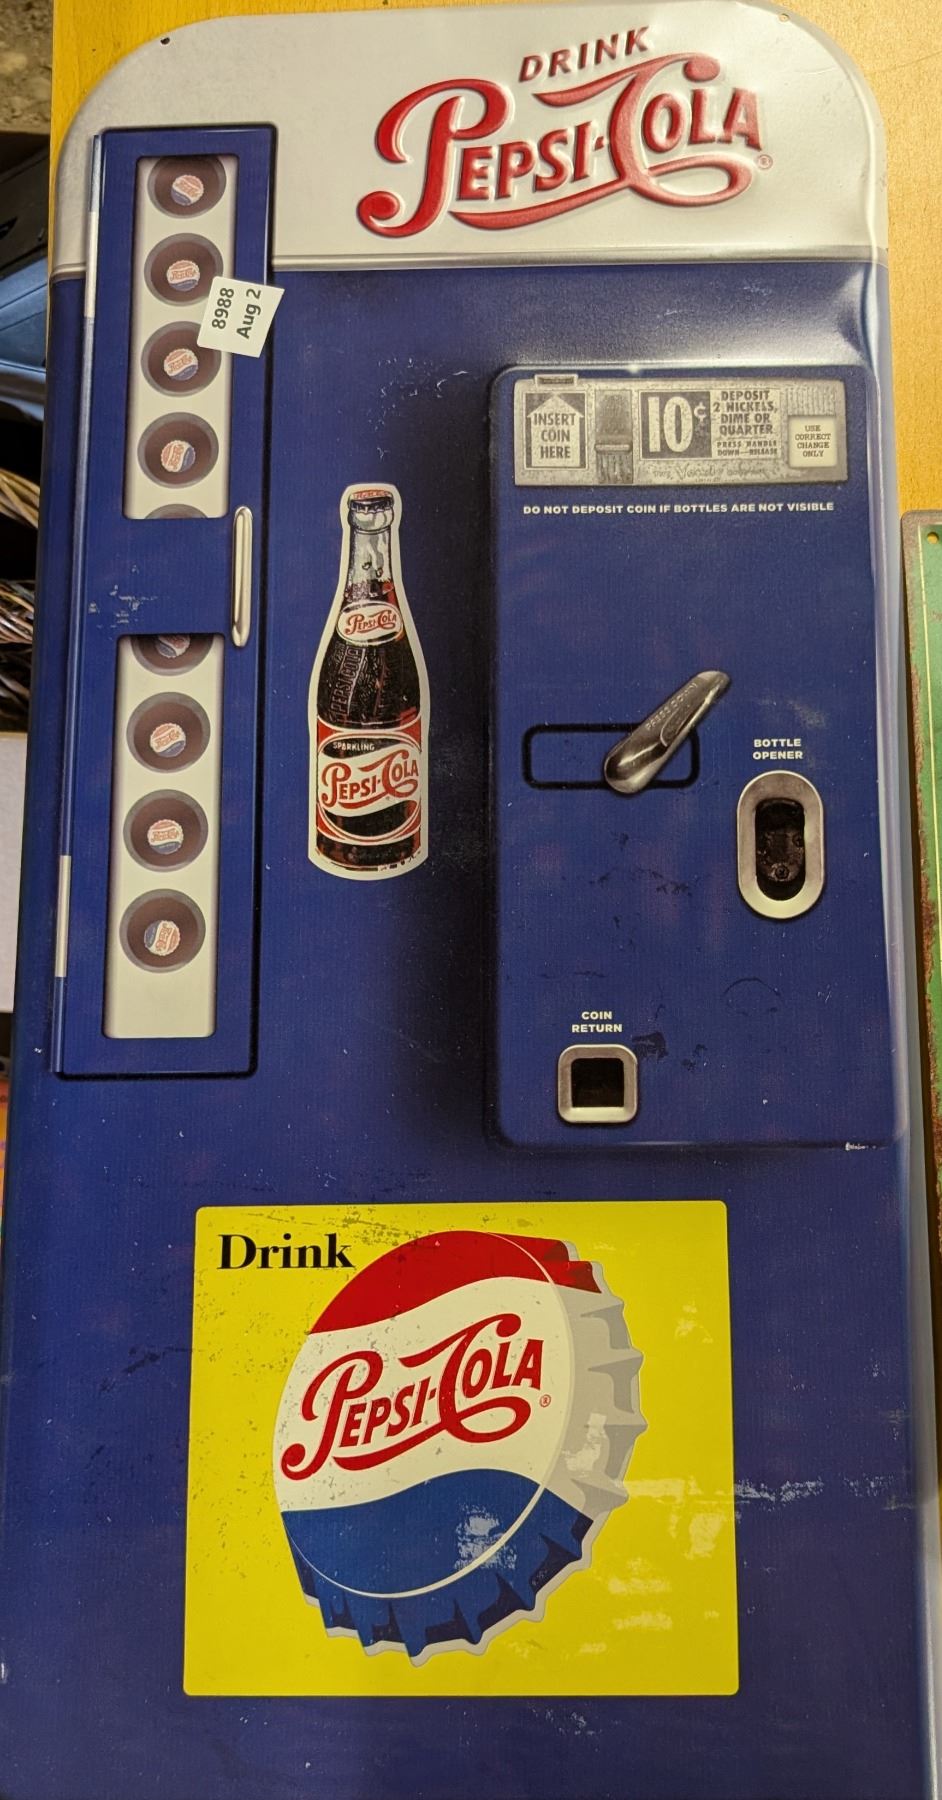 DRINK
PEPSI-COLA®
8988
Aug 2
INSERT
COIN
HERE
10¢
DEPOSIT
2 NICKELS,
DIME OR
QUARTER
PRESS HANDLE
DOWN—RELEASE
USE
CORRECT
CHANGE
ONLY
DO NOT DEPOSIT COIN IF BOTTLES ARE NOT VISIBLE
PEPSI-COLA
PEPSI-COLA
SPARKLING
PEPSI-COLA
BOTTLE
OPENER
COIN
RETURN
Drink
PEPSI-COLA®